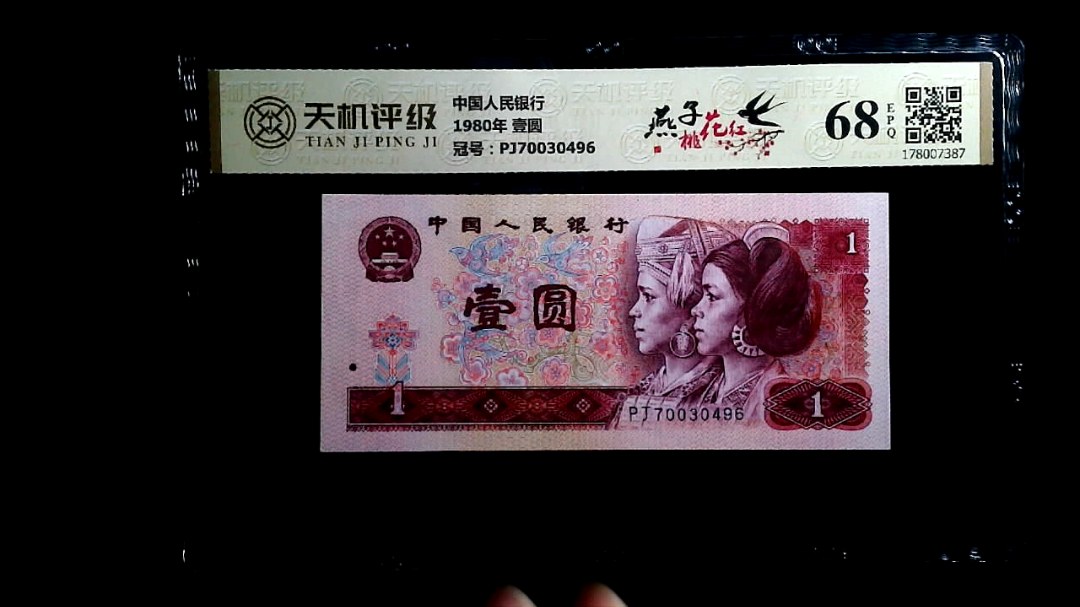 天机评级
TIAN JI PING JI
中国人民银行
1980年 壹圆
冠号：PJ70030496
燕子
桃花红
68
EPQ
178007387
中国人民银行
1
壹圆
1
PJ70030496
1